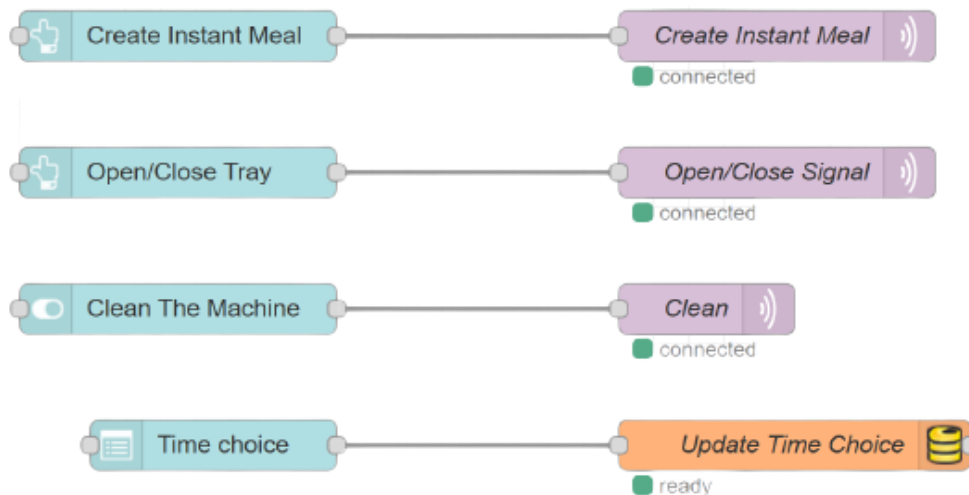 Create Instant Meal
Create Instant Meal
connected
Open/Close Tray
Open/Close Signal
connected
Clean The Machine
Clean
connected
Time choice
Update Time Choice
ready